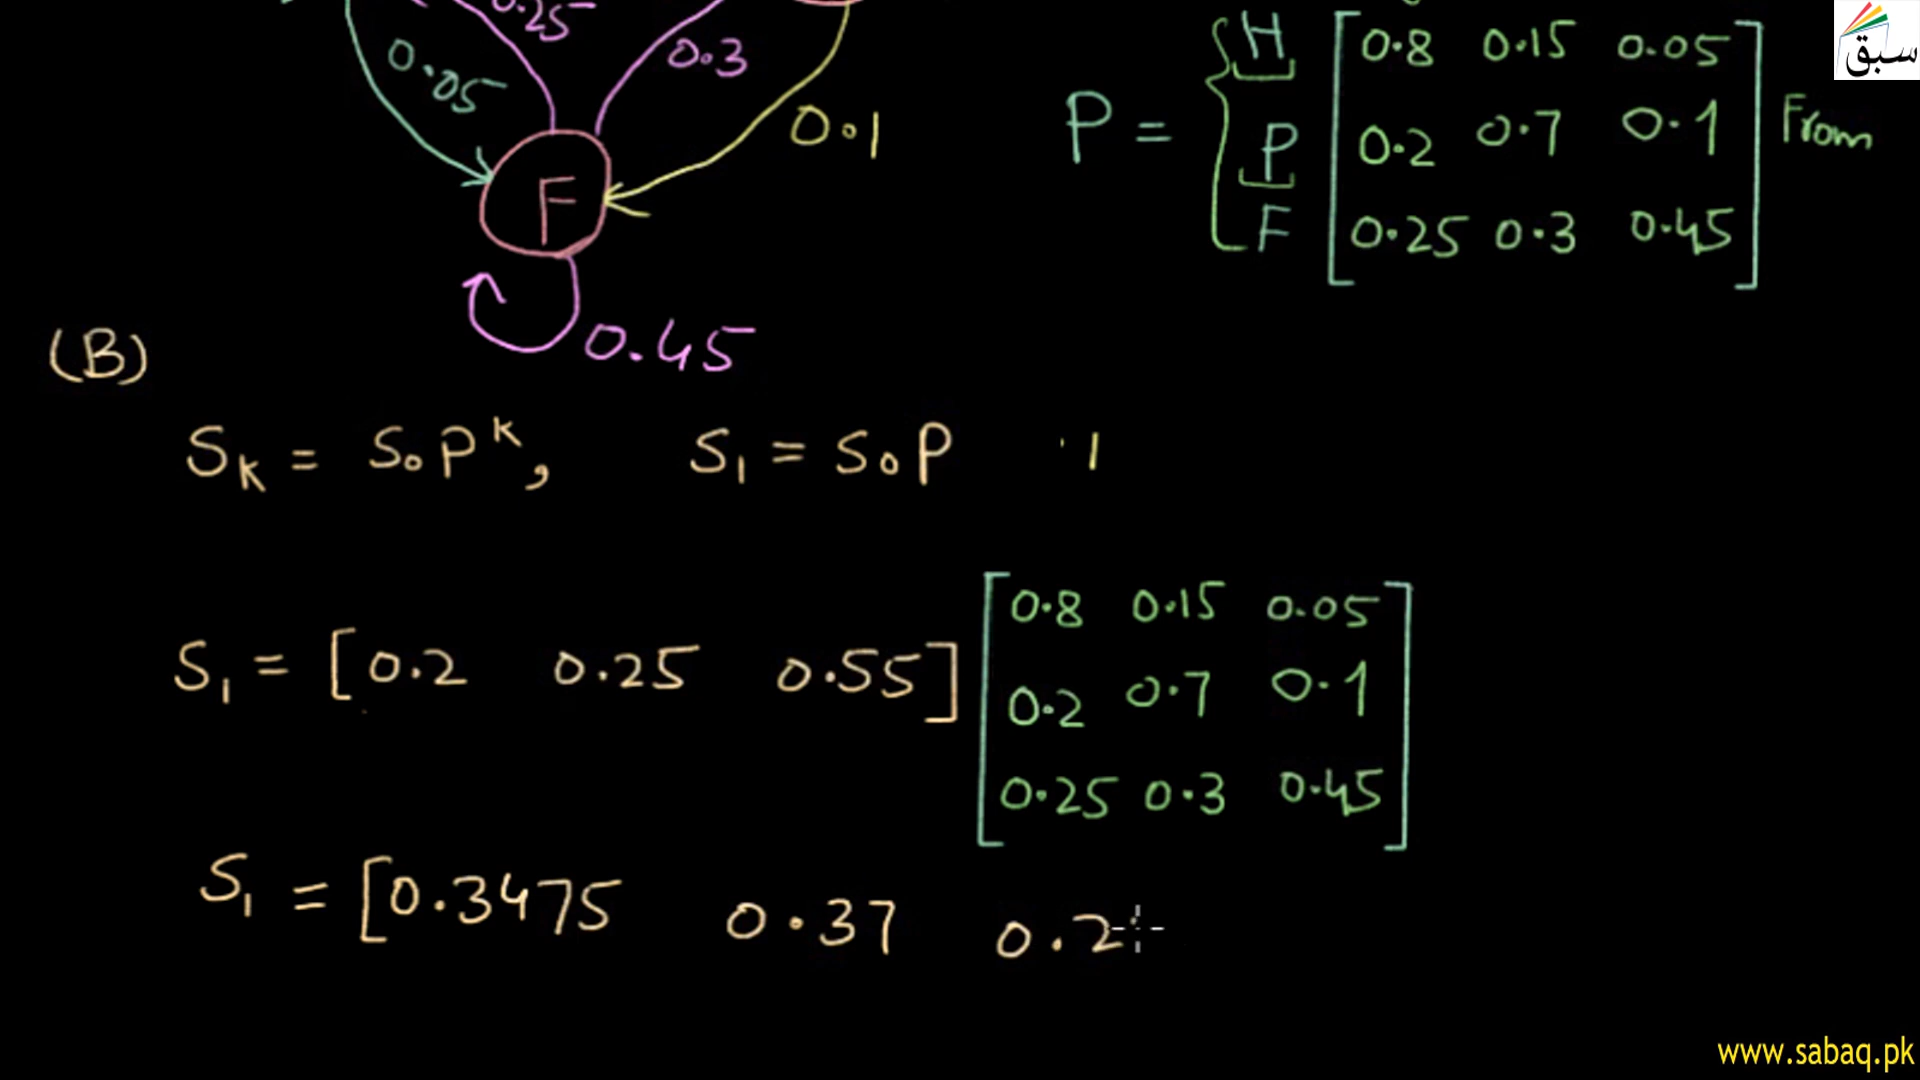 0.25
0.05
0.3
0.1
F
0.45
P = H P F [0.8 0.15 0.05
0.2 0.7 0.1
0.25 0.3 0.45] From
سبق
(B)
Sₖ = S₀Pᵏ, S₁ = S₀P 1
S₁ = [0.2 0.25 0.55] [0.8 0.15 0.05
0.2 0.7 0.1
0.25 0.3 0.45]
S₁ = [0.3475 0.37 0.2
www.sabaq.pk